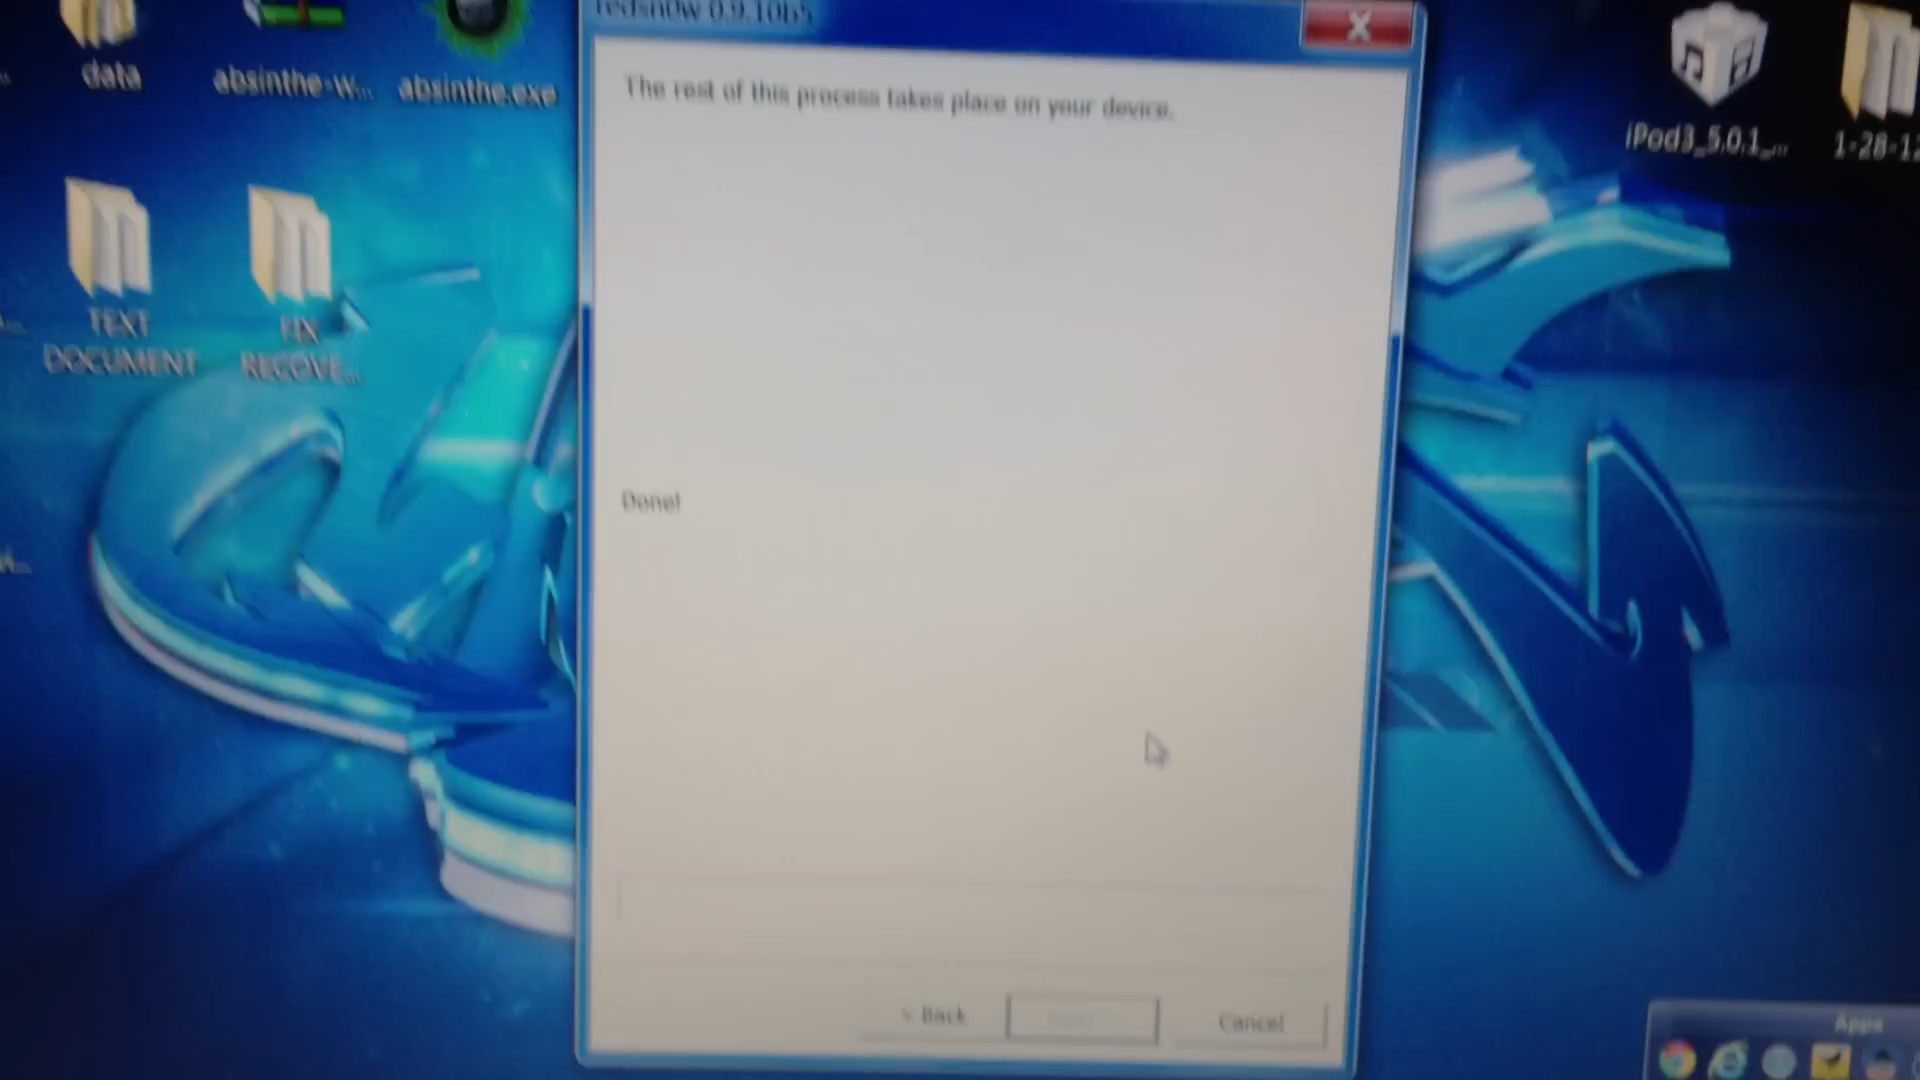 redsn0w 0.9.10b5
The rest of this process takes place on your device.
Done!
< Back
Cancel
data
absinthe-w...
absinthe.exe
TEXT
DOCUMENT
FIX
RECOVE...
iPod3_5.0.1_...
1-28-12
Apps